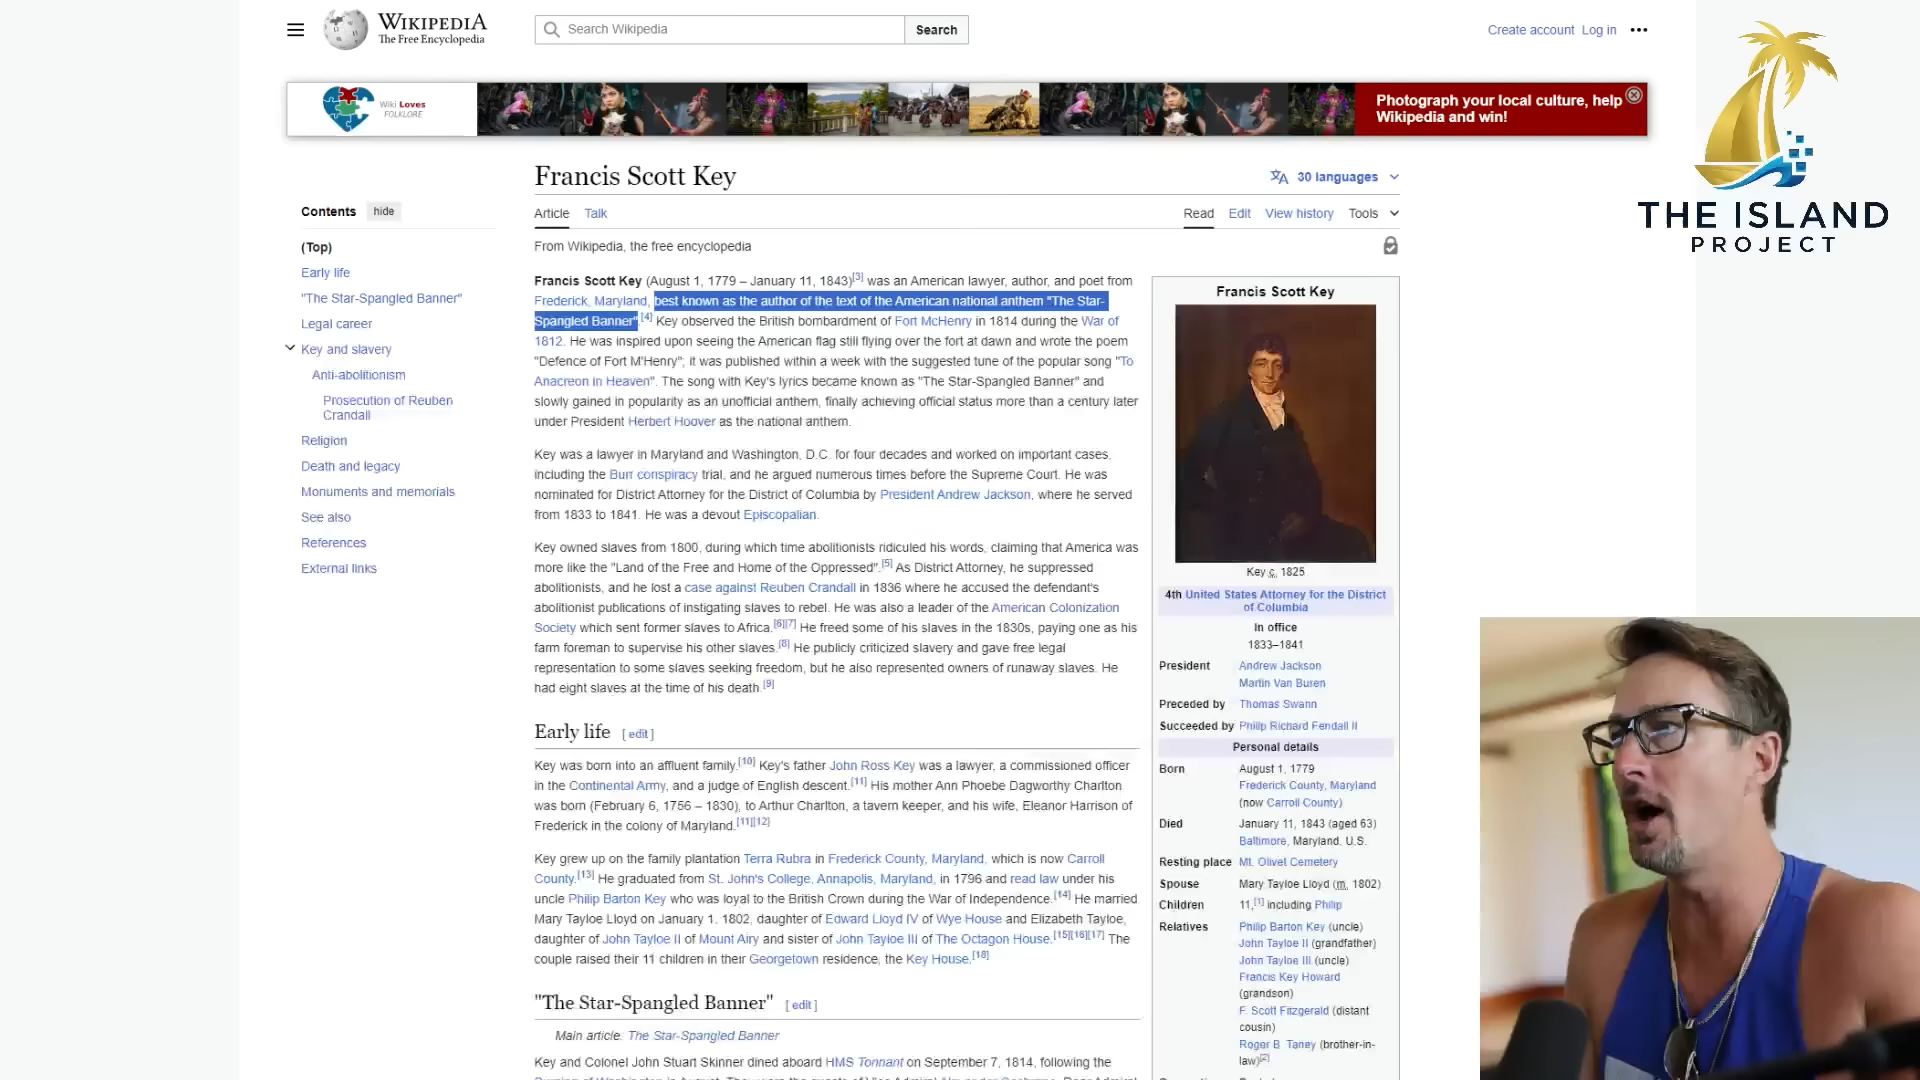 WIKIPEDIA
The Free Encyclopedia
Search Wikipedia
Search
Create account Log in
Wiki Loves
FOLKLORE
Photograph your local culture, help
Wikipedia and win!
THE ISLAND
PROJECT
Francis Scott Key
30 languages
Contents hide
(Top)
Early life
"The Star-Spangled Banner"
Legal career
Key and slavery
Anti-abolitionism
Prosecution of Reuben
Crandall
Religion
Death and legacy
Monuments and memorials
See also
References
External links
Article Talk
Read Edit View history Tools
From Wikipedia, the free encyclopedia
Francis Scott Key (August 1, 1779 – January 11, 1843)[3] was an American lawyer, author, and poet from
Frederick, Maryland, best known as the author of the text of the American national anthem "The Star-
Spangled Banner".[4] Key observed the British bombardment of Fort McHenry in 1814 during the War of
1812. He was inspired upon seeing the American flag still flying over the fort at dawn and wrote the poem
"Defence of Fort M'Henry"; it was published within a week with the suggested tune of the popular song "To
Anacreon in Heaven". The song with Key's lyrics became known as "The Star-Spangled Banner" and
slowly gained in popularity as an unofficial anthem, finally achieving official status more than a century later
under President Herbert Hoover as the national anthem.
Key was a lawyer in Maryland and Washington, D.C. for four decades and worked on important cases,
including the Burr conspiracy trial, and he argued numerous times before the Supreme Court. He was
nominated for District Attorney for the District of Columbia by President Andrew Jackson, where he served
from 1833 to 1841. He was a devout Episcopalian.
Key owned slaves from 1800, during which time abolitionists ridiculed his words, claiming that America was
more like the "Land of the Free and Home of the Oppressed".[5] As District Attorney, he suppressed
abolitionists, and he lost a case against Reuben Crandall in 1836 where he accused the defendant's
abolitionist publications of instigating slaves to rebel. He was also a leader of the American Colonization
Society which sent former slaves to Africa.[6][7] He freed some of his slaves in the 1830s, paying one as his
farm foreman to supervise his other slaves.[8] He publicly criticized slavery and gave free legal
representation to some slaves seeking freedom, but he also represented owners of runaway slaves. He
had eight slaves at the time of his death.[9]
Early life [ edit ]
Key was born into an affluent family.[10] Key's father John Ross Key was a lawyer, a commissioned officer
in the Continental Army, and a judge of English descent.[11] His mother Ann Phoebe Dagworthy Charlton
was born (February 6, 1756 – 1830), to Arthur Charlton, a tavern keeper, and his wife, Eleanor Harrison of
Frederick in the colony of Maryland.[11][12]
Key grew up on the family plantation Terra Rubra in Frederick County, Maryland, which is now Carroll
County.[13] He graduated from St. John's College, Annapolis, Maryland, in 1796 and read law under his
uncle Philip Barton Key who was loyal to the British Crown during the War of Independence.[14] He married
Mary Tayloe Lloyd on January 1, 1802, daughter of Edward Lloyd IV of Wye House and Elizabeth Tayloe,
daughter of John Tayloe II of Mount Airy and sister of John Tayloe III of The Octagon House.[15][16][17] The
couple raised their 11 children in their Georgetown residence, the Key House.[18]
"The Star-Spangled Banner" [ edit ]
Main article: The Star-Spangled Banner
Key and Colonel John Stuart Skinner dined aboard HMS Tonnant on September 7, 1814, following the
Francis Scott Key
Key c. 1825
4th United States Attorney for the District
of Columbia
In office
1833–1841
President Andrew Jackson
Martin Van Buren
Preceded by Thomas Swann
Succeeded by Philip Richard Fendall II
Personal details
Born August 1, 1779
Frederick County, Maryland
(now Carroll County)
Died January 11, 1843 (aged 63)
Baltimore, Maryland, U.S.
Resting place Mt. Olivet Cemetery
Spouse Mary Tayloe Lloyd (m. 1802)
Children 11,[1] including Philip
Relatives Philip Barton Key (uncle)
John Tayloe II (grandfather)
John Tayloe III (uncle)
Francis Key Howard
(grandson)
F. Scott Fitzgerald (distant
cousin)
Roger B. Taney (brother-in-
law)[2]